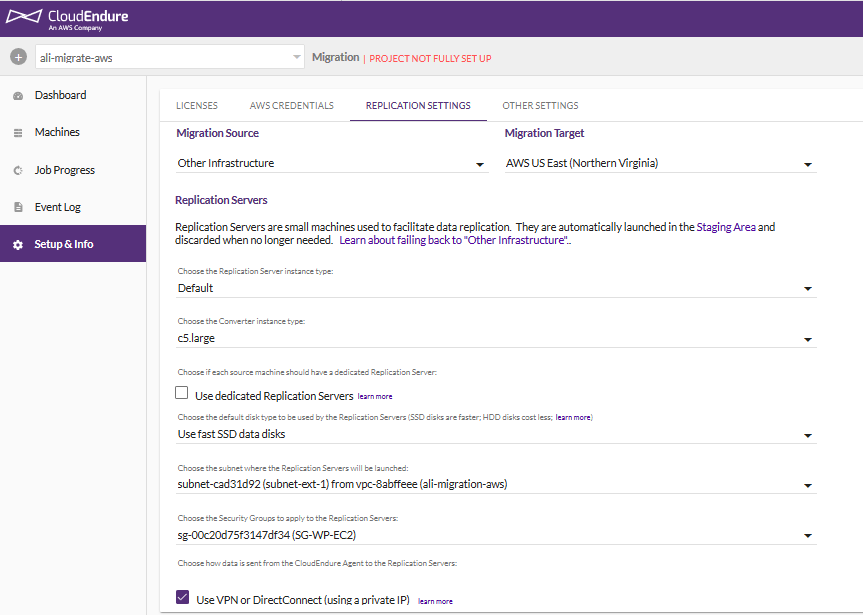 CloudEndure
An AWS Company
ali-migrate-aws
Migration | PROJECT NOT FULLY SET UP
Dashboard
Machines
Job Progress
Event Log
Setup & Info
LICENSES AWS CREDENTIALS REPLICATION SETTINGS OTHER SETTINGS
Migration Source Migration Target
Other Infrastructure AWS US East (Northern Virginia)
Replication Servers
Replication Servers are small machines used to facilitate data replication. They are automatically launched in the Staging Area and
discarded when no longer needed. Learn about failing back to "Other Infrastructure"..
Choose the Replication Server instance type:
Default
Choose the Converter instance type:
c5.large
Choose if each source machine should have a dedicated Replication Server:
Use dedicated Replication Servers learn more
Choose the default disk type to be used by the Replication Servers (SSD disks are faster; HDD disks cost less; learn more)
Use fast SSD data disks
Choose the subnet where the Replication Servers will be launched:
subnet-cad31d92 (subnet-ext-1) from vpc-8abffeee (ali-migration-aws)
Choose the Security Groups to apply to the Replication Servers:
sg-00c20d75f3147df34 (SG-WP-EC2)
Choose how data is sent from the CloudEndure Agent to the Replication Servers:
Use VPN or DirectConnect (using a private IP) learn more